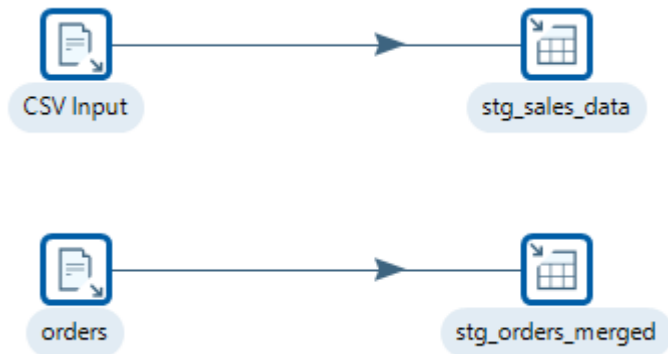 CSV Input
stg_sales_data
orders
stg_orders_merged